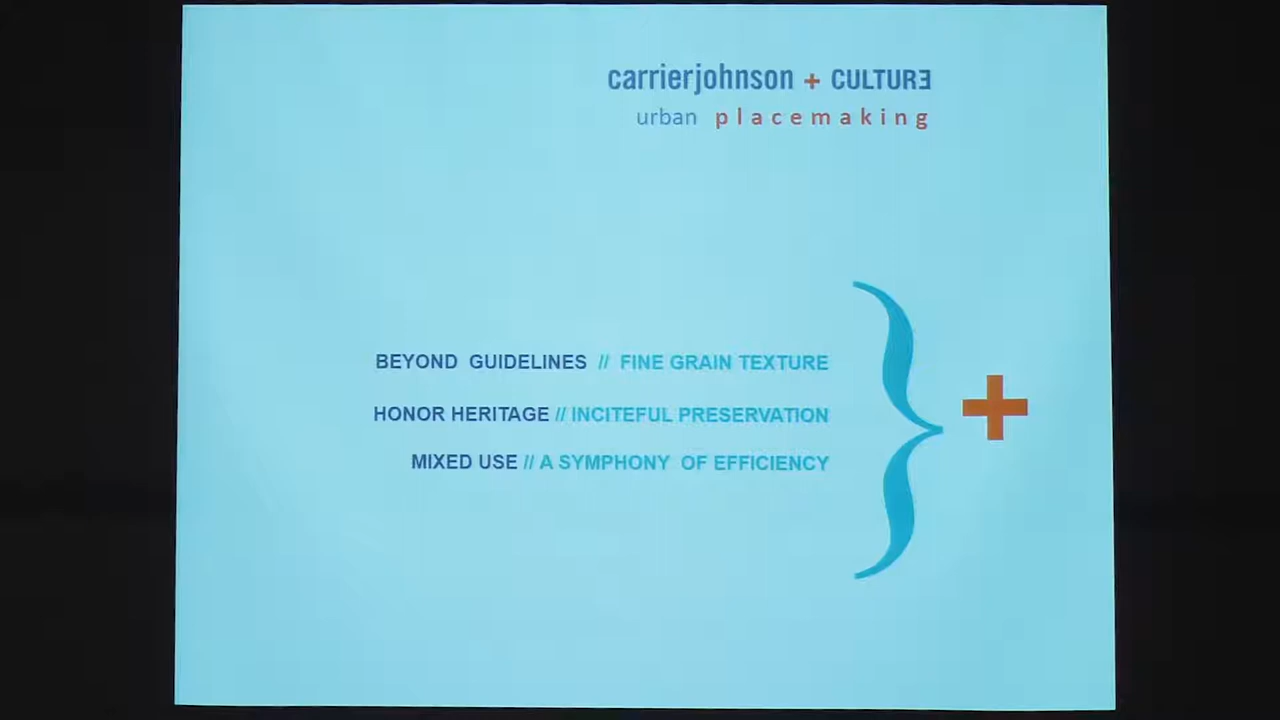 carrierjohnson + CULTURE
urban placemaking
BEYOND GUIDELINES // FINE GRAIN TEXTURE
HONOR HERITAGE // INCITEFUL PRESERVATION
MIXED USE // A SYMPHONY OF EFFICIENCY
}
+